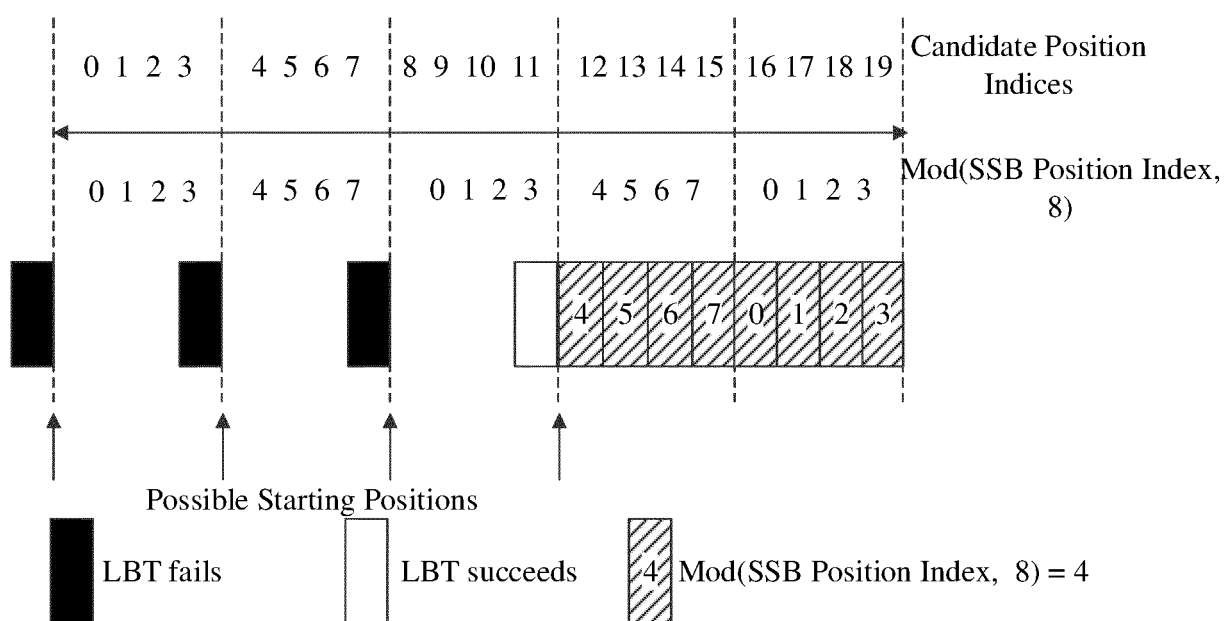 0 1 2 3 4 5 6 7 8 9 10 11 12 13 14 15 16 17 18 19 Candidate Position
Indices
0 1 2 3 4 5 6 7 0 1 2 3 4 5 6 7 0 1 2 3 Mod(SSB Position Index,
8)
4 5 6 7 0 1 2 3
Possible Starting Positions
LBT fails LBT succeeds 4 Mod(SSB Position Index, 8) = 4